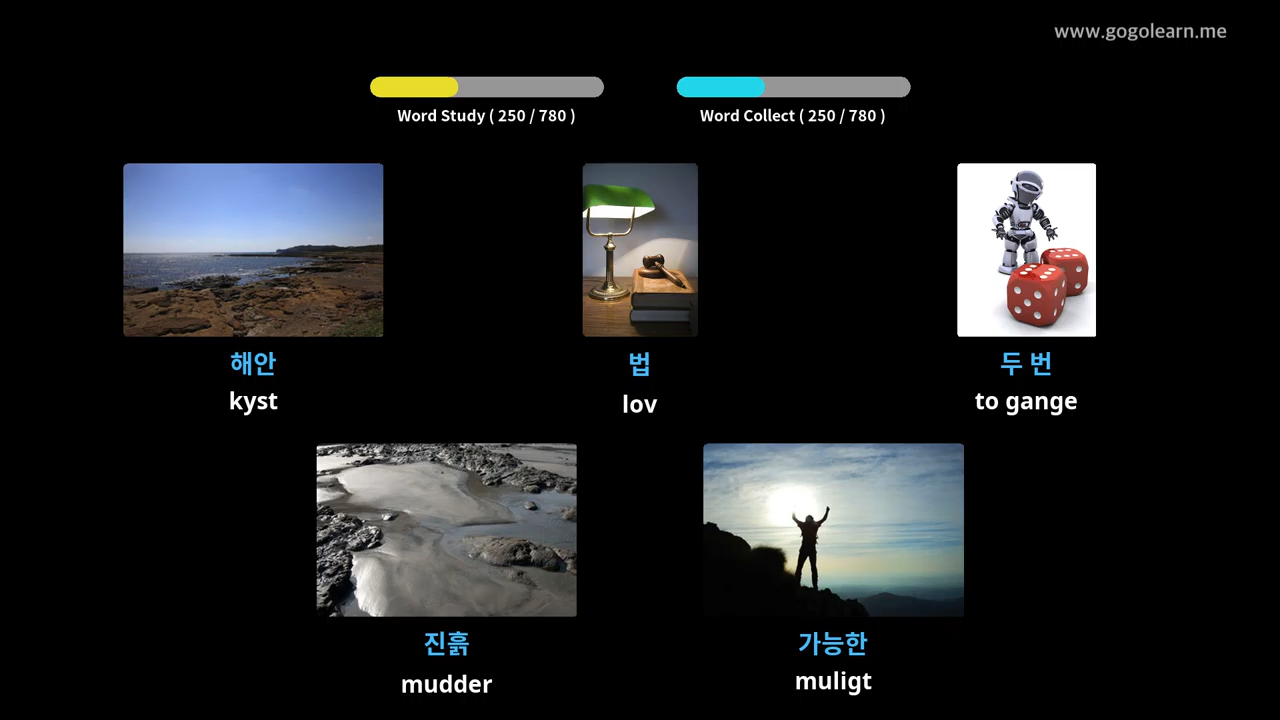 www.gogolearn.me
Word Study ( 250 / 780 )
Word Collect ( 250 / 780 )
해안
kyst
법
lov
두 번
to gange
진흙
mudder
가능한
muligt